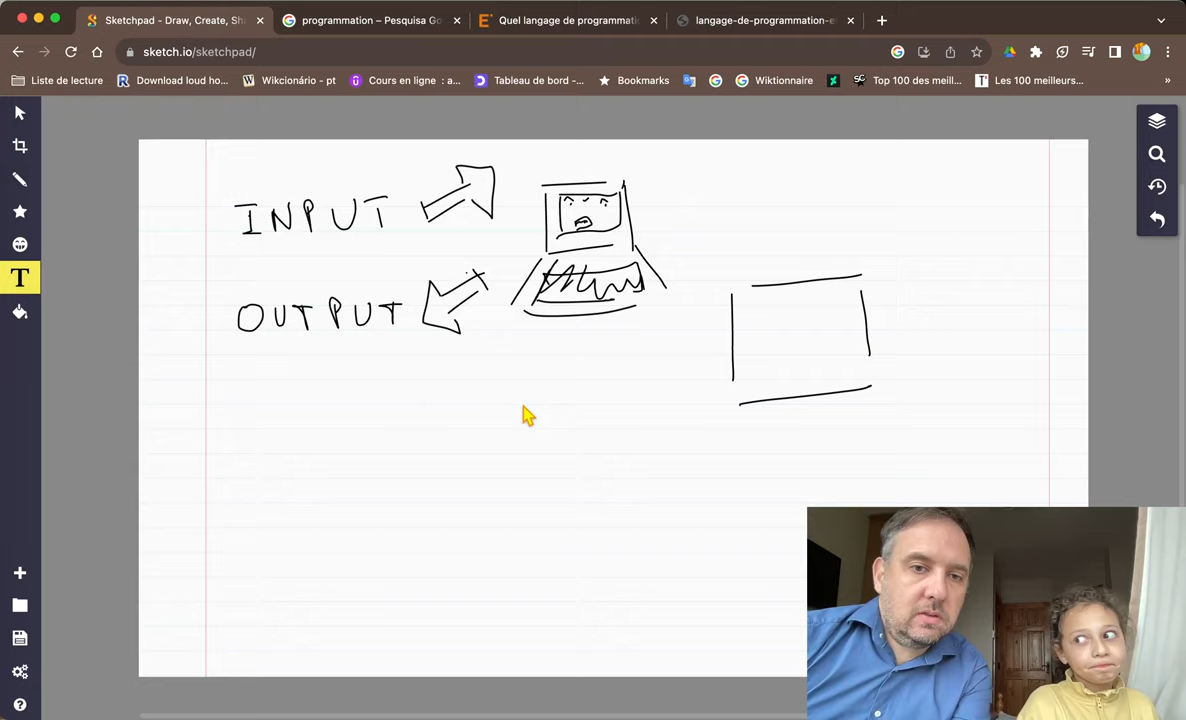 Sketchpad - Draw, Create, Sha
programmation – Pesquisa Go
Quel langage de programmati
langage-de-programmation-e
sketch.io/sketchpad/
Liste de lecture
Download loud ho...
Wikcionário - pt
Cours en ligne : a...
Tableau de bord -...
Bookmarks
Wiktionnaire
Top 100 des meill...
Les 100 meilleurs...
INPUT
OUTPUT
T